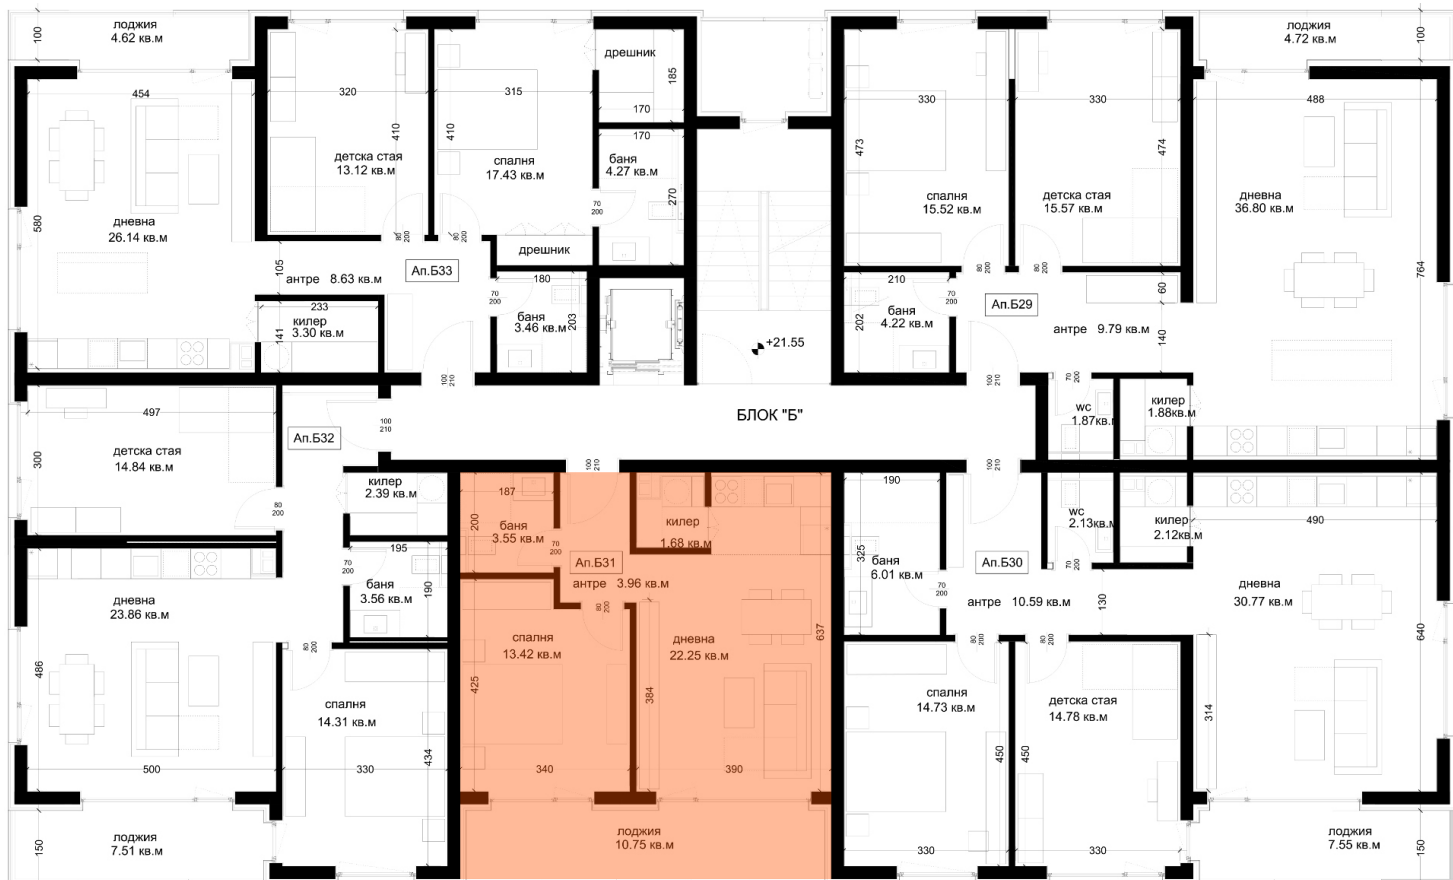 лоджия
4.62 кв.м
100
454
580
дневна
26.14 кв.м
320
410
детска стая
13.12 кв.м
315
410
спалня
17.43 кв.м
дрешник
185
170
170
баня
4.27 кв.м
270
70
200
дрешник
80
200
80
200
105
антре 8.63 кв.м
Ап.Б33
233
килер
3.30 кв.м
141
180
70
200
баня
3.46 кв.м
203
100
210
+21.55
БЛОК "Б"
лоджия
4.72 кв.м
100
330
473
спалня
15.52 кв.м
330
474
детска стая
15.57 кв.м
488
дневна
36.80 кв.м
764
80
200
80
200
210
70
200
баня
4.22 кв.м
202
Ап.Б29
60
антре 9.79 кв.м
140
100
210
70
200
wc
1.87кв.м
килер
1.88кв.м
497
300
детска стая
14.84 кв.м
Ап.Б32
100
210
80
200
килер
2.39 кв.м
195
70
200
баня
3.56 кв.м
190
дневна
23.86 кв.м
486
500
80
200
спалня
14.31 кв.м
434
330
лоджия
7.51 кв.м
150
100
210
187
200
баня
3.55 кв.м
70
200
Ап.Б31
антре 3.96 кв.м
килер
1.68 кв.м
80
200
спалня
13.42 кв.м
425
340
дневна
22.25 кв.м
637
384
390
лоджия
10.75 кв.м
100
210
190
325
баня
6.01 кв.м
70
200
Ап.Б30
антре 10.59 кв.м
130
wc
2.13кв.м
70
200
килер
2.12кв.м
490
дневна
30.77 кв.м
640
314
80
200
80
200
спалня
14.73 кв.м
450
330
детска стая
14.78 кв.м
450
330
лоджия
7.55 кв.м
150